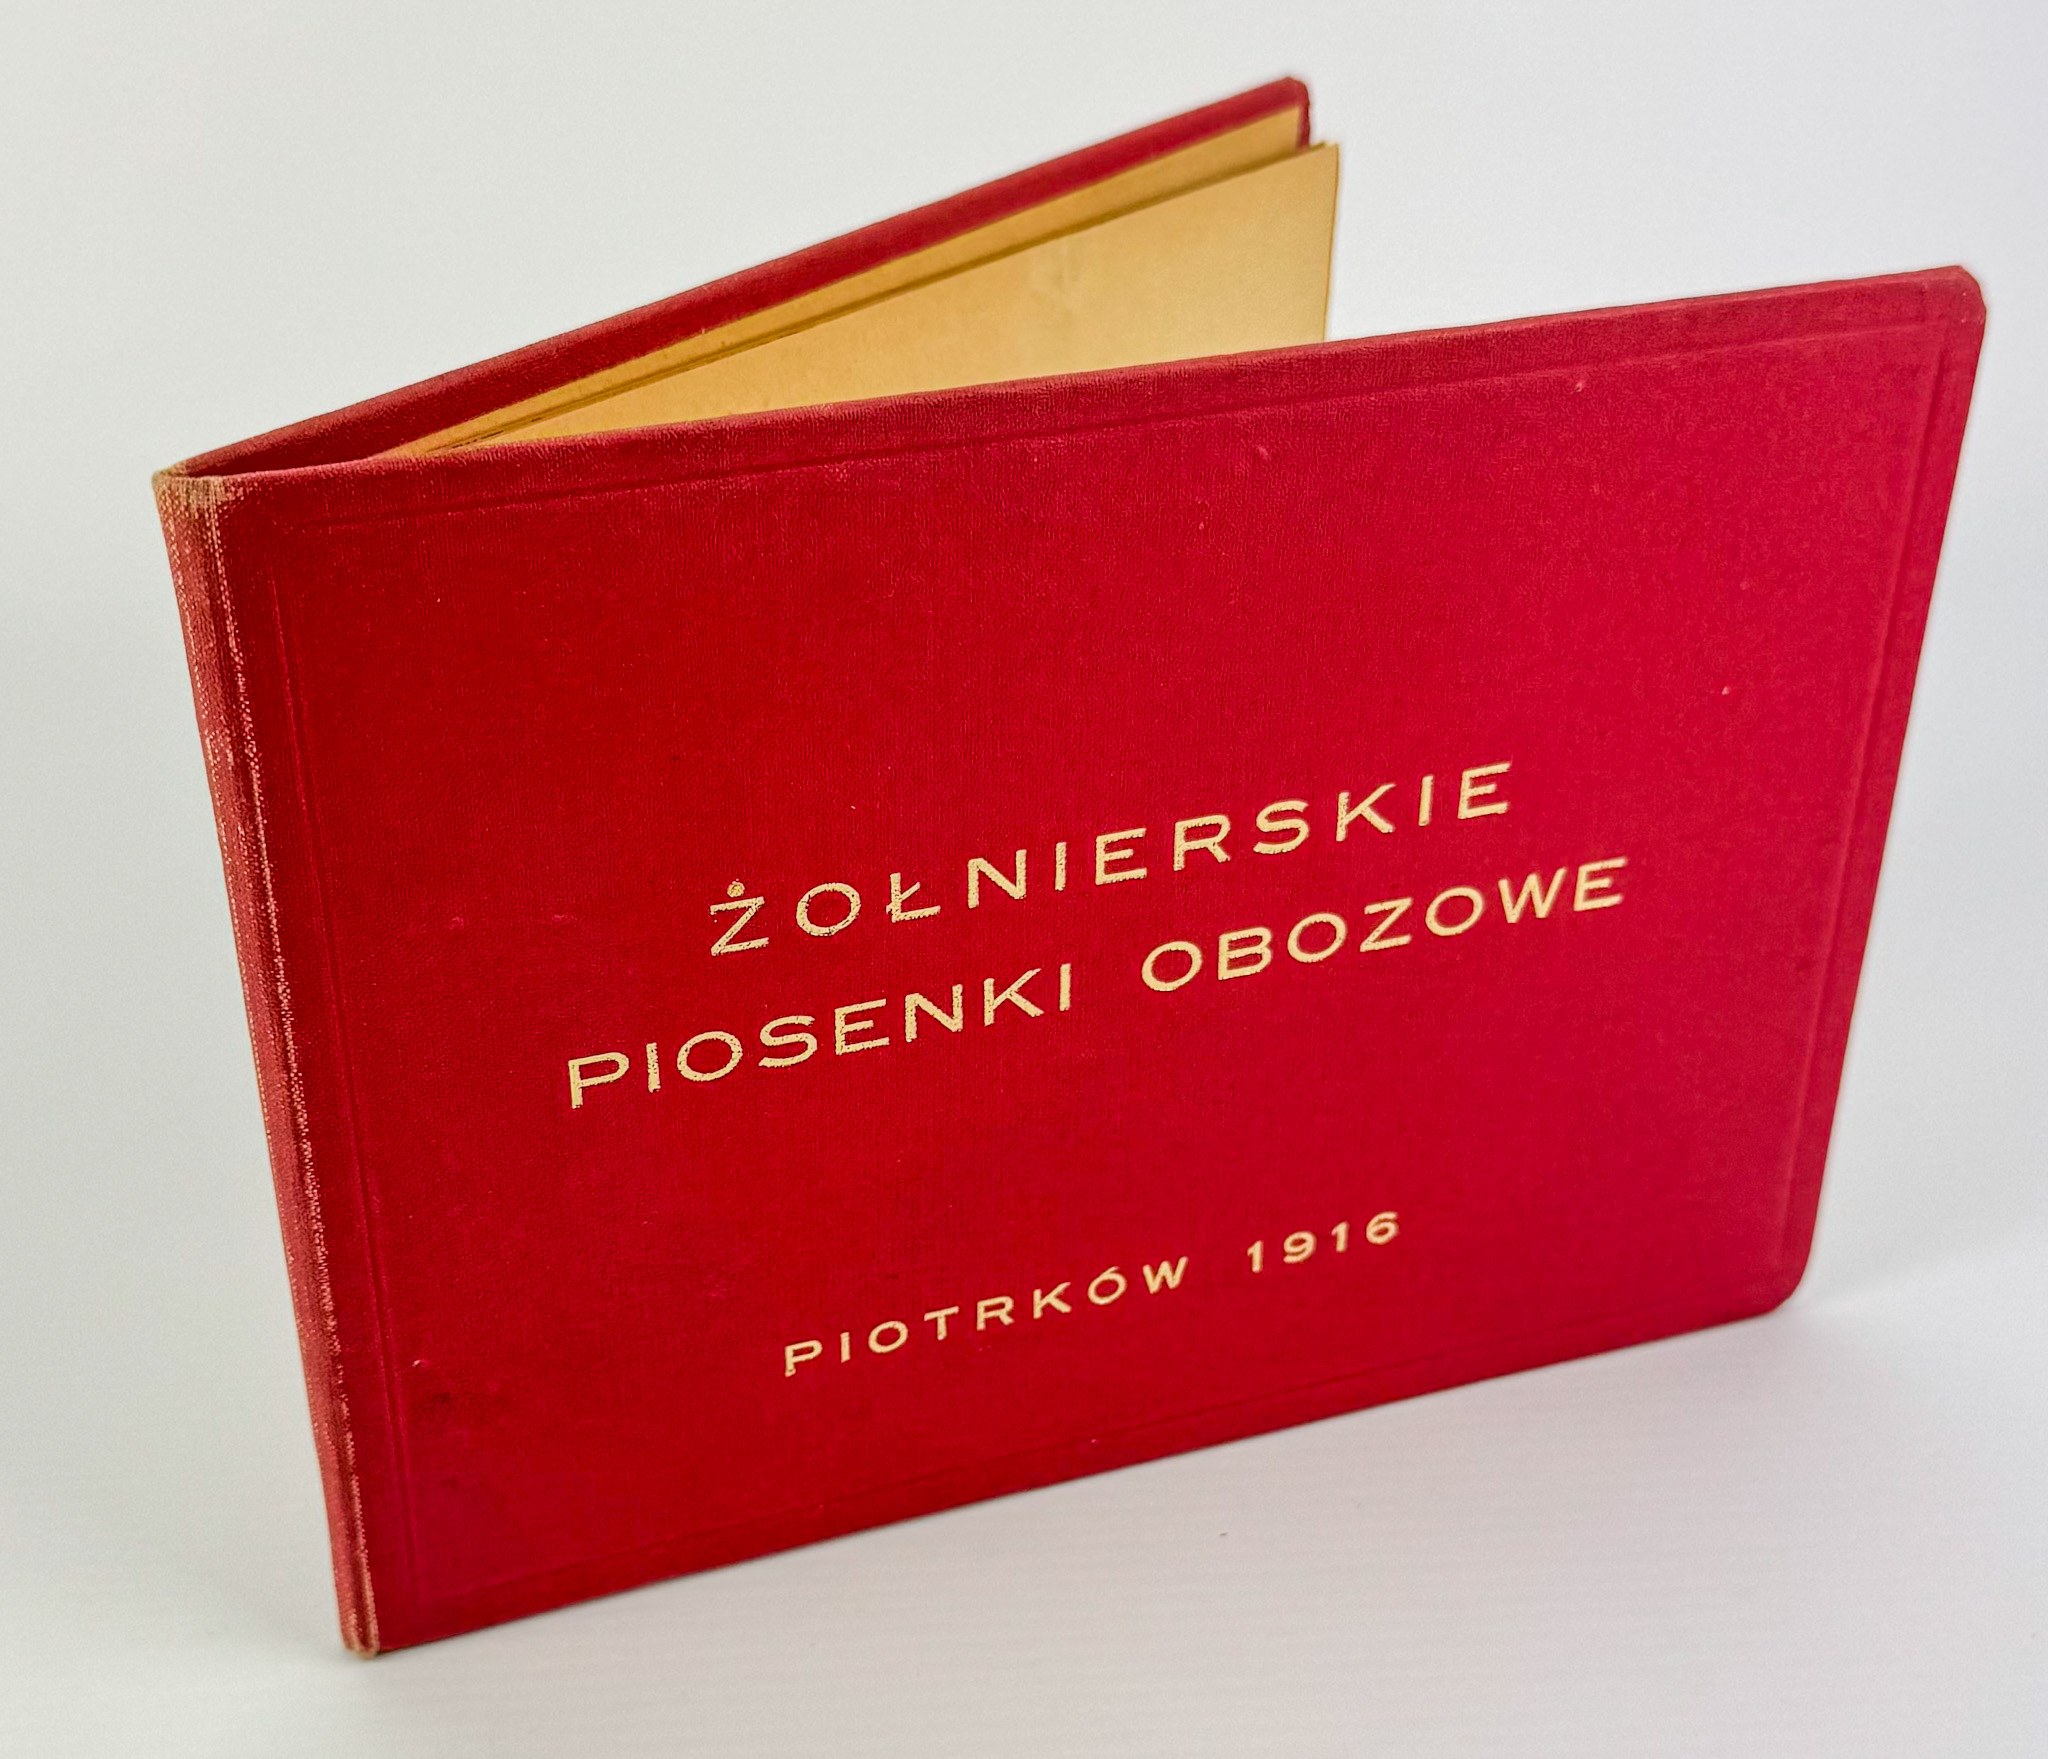 ŻOŁNIERSKIE
PIOSENKI OBOZOWE
PIOTRKÓW 1916